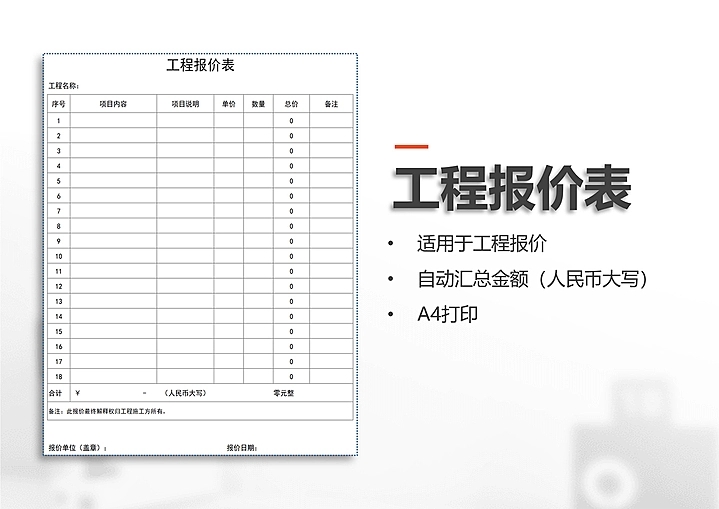 工程报价表
工程名称：
序号 项目内容 项目说明 单价 数量 总价 备注
1 0
2 0
3 0
4 0
5 0
6 0
7 0
8 0
9 0
10 0
11 0
12 0
13 0
14 0
15 0
16 0
17 0
18 0
合计 ￥ - （人民币大写） 零元整
备注：此报价最终解释权归工程施工方所有。
报价单位（盖章）： 报价日期：
工程报价表
• 适用于工程报价
• 自动汇总金额（人民币大写）
• A4打印